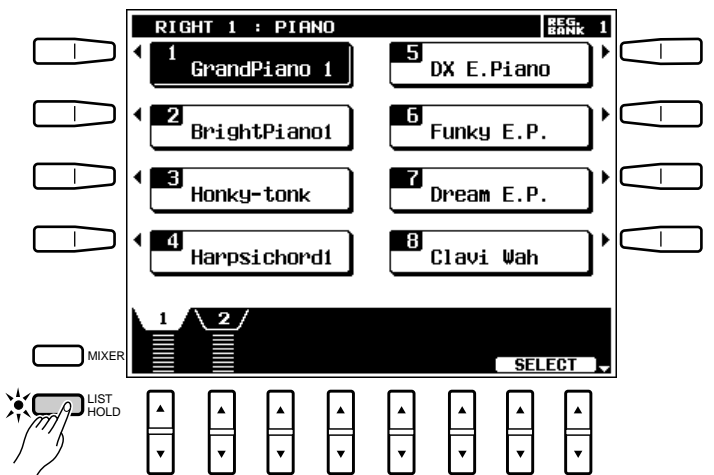 RIGHT 1 : PIANO
REG. BANK 1
1 GrandPiano 1
5 DX E.Piano
2 BrightPiano1
6 Funky E.P.
3 Honky-tonk
7 Dream E.P.
4 Harpsichord1
8 Clavi Wah
1 2
MIXER
SELECT
LIST
HOLD